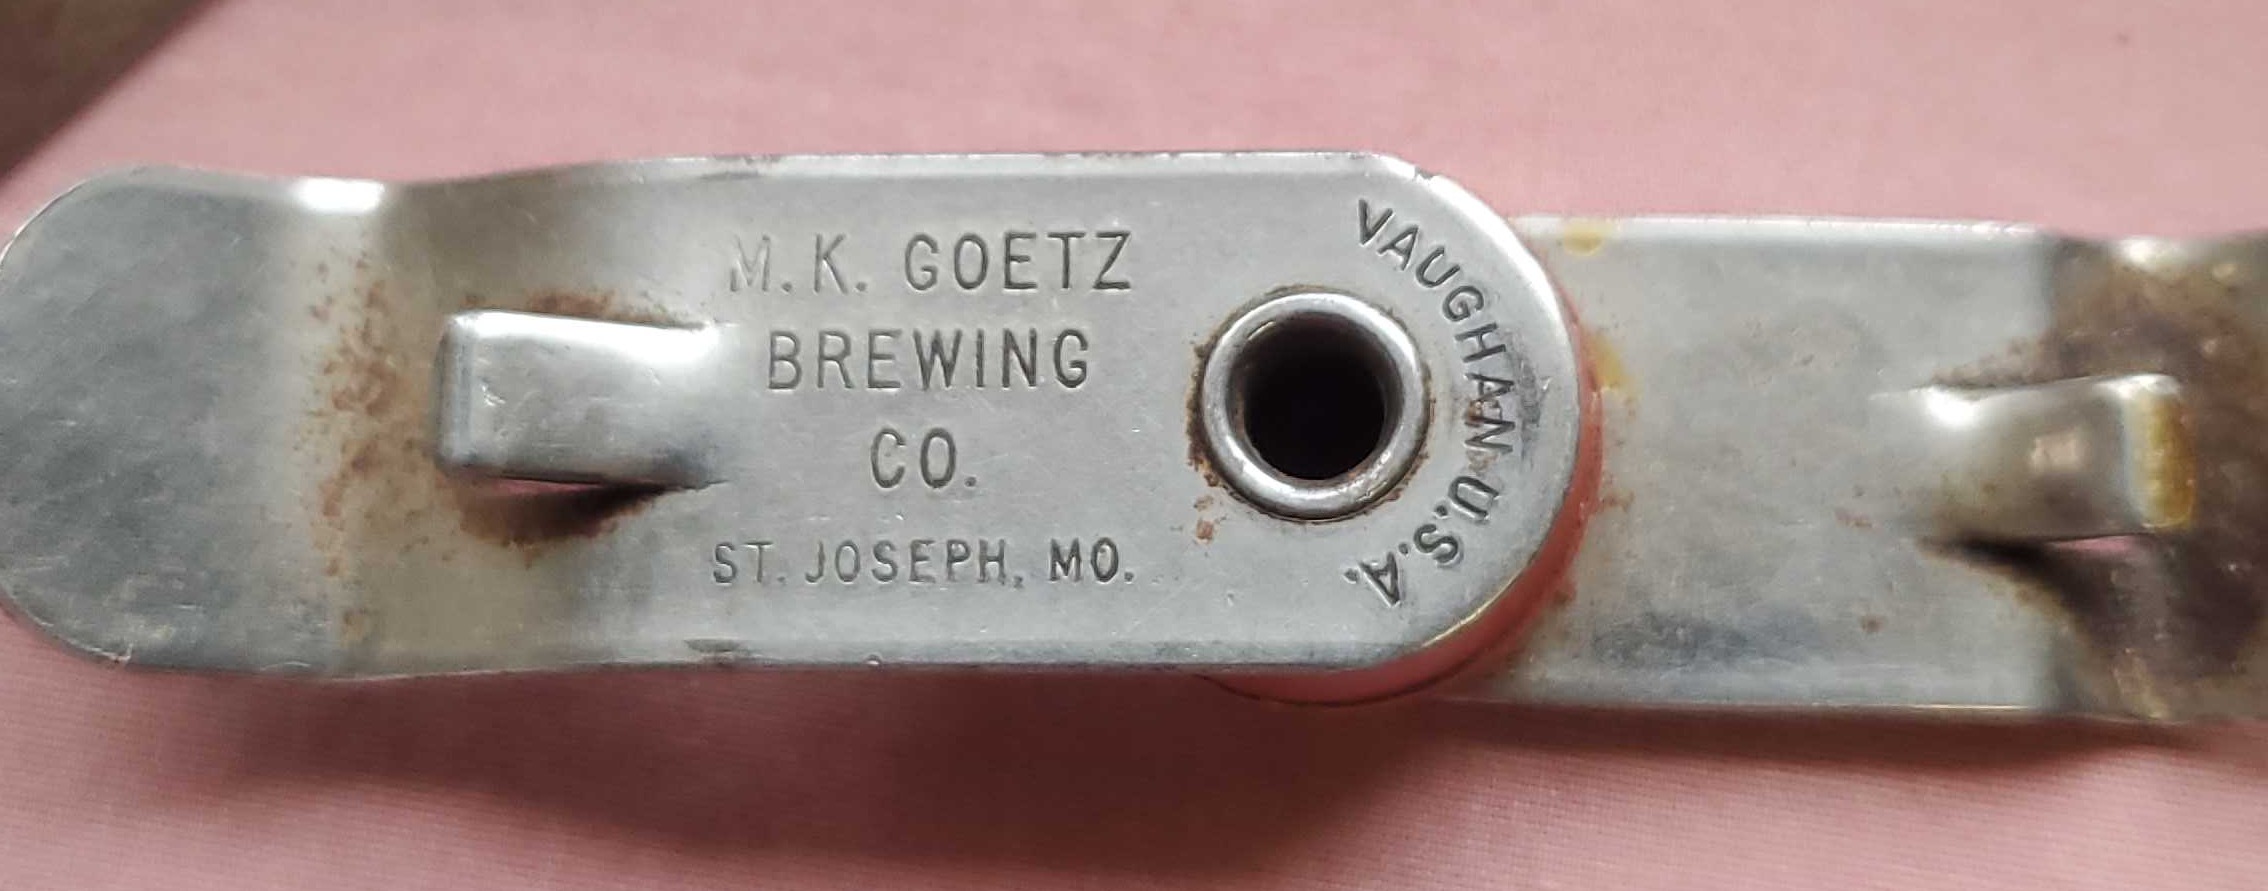 M.K. GOETZ
BREWING
CO.
ST. JOSEPH, MO.
VAUGHAN U.S.A.